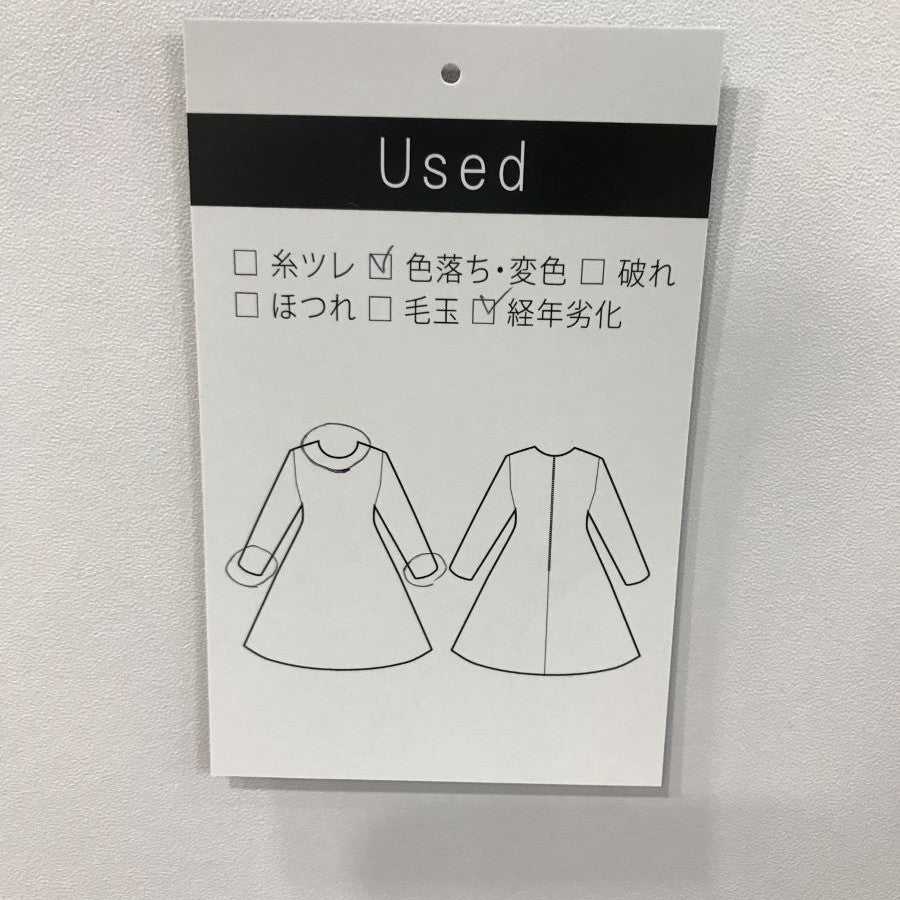 Used
□ 糸ツレ ☑ 色落ち・変色 □ 破れ
□ ほつれ □ 毛玉 ☑ 経年劣化